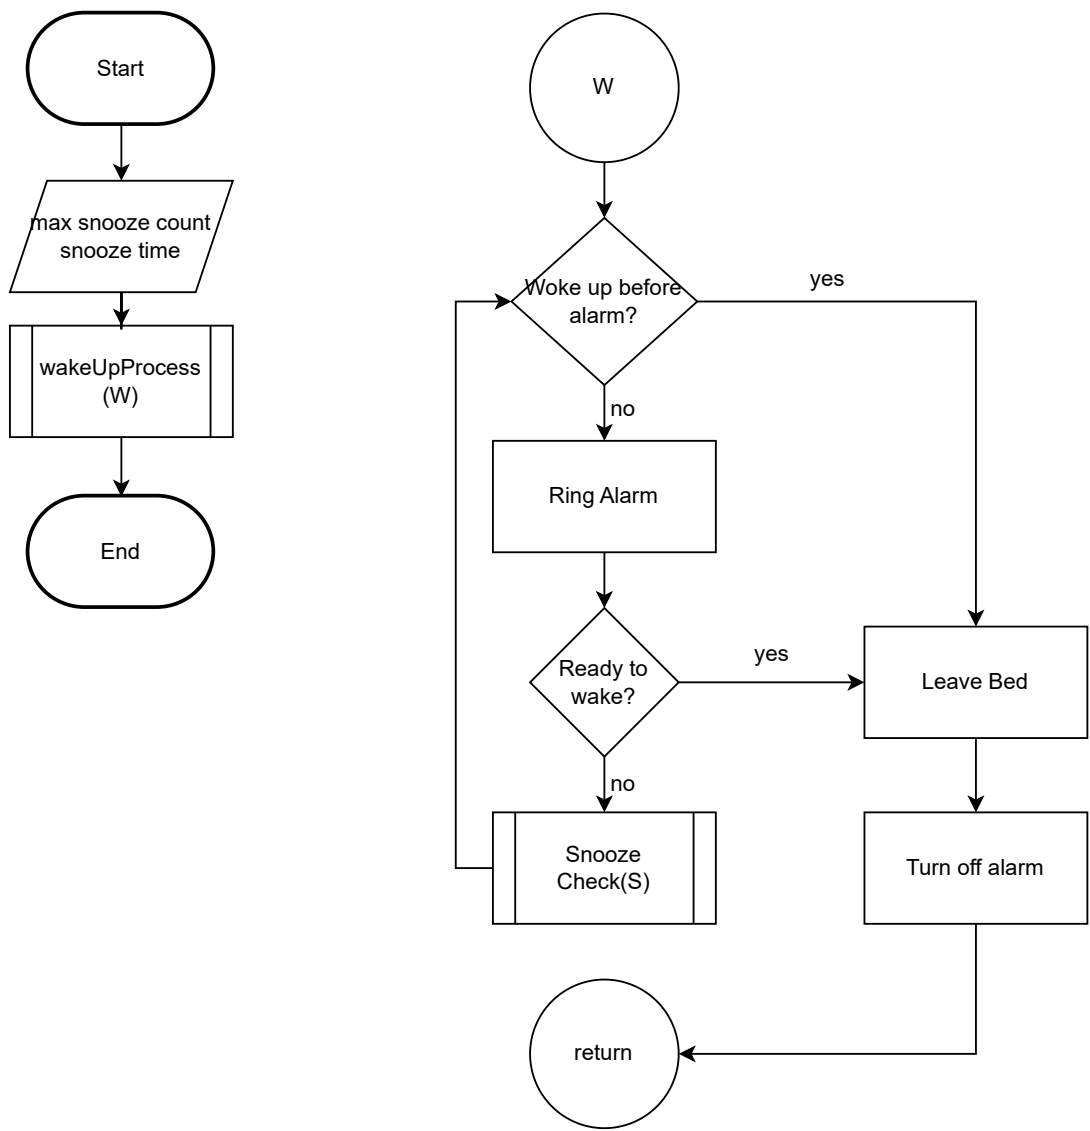 Start
max snooze count
snooze time
wakeUpProcess
(W)
End
W
Woke up before
alarm?
yes
no
Ring Alarm
Ready to
wake?
yes
Leave Bed
no
Snooze
Check(S)
Turn off alarm
return